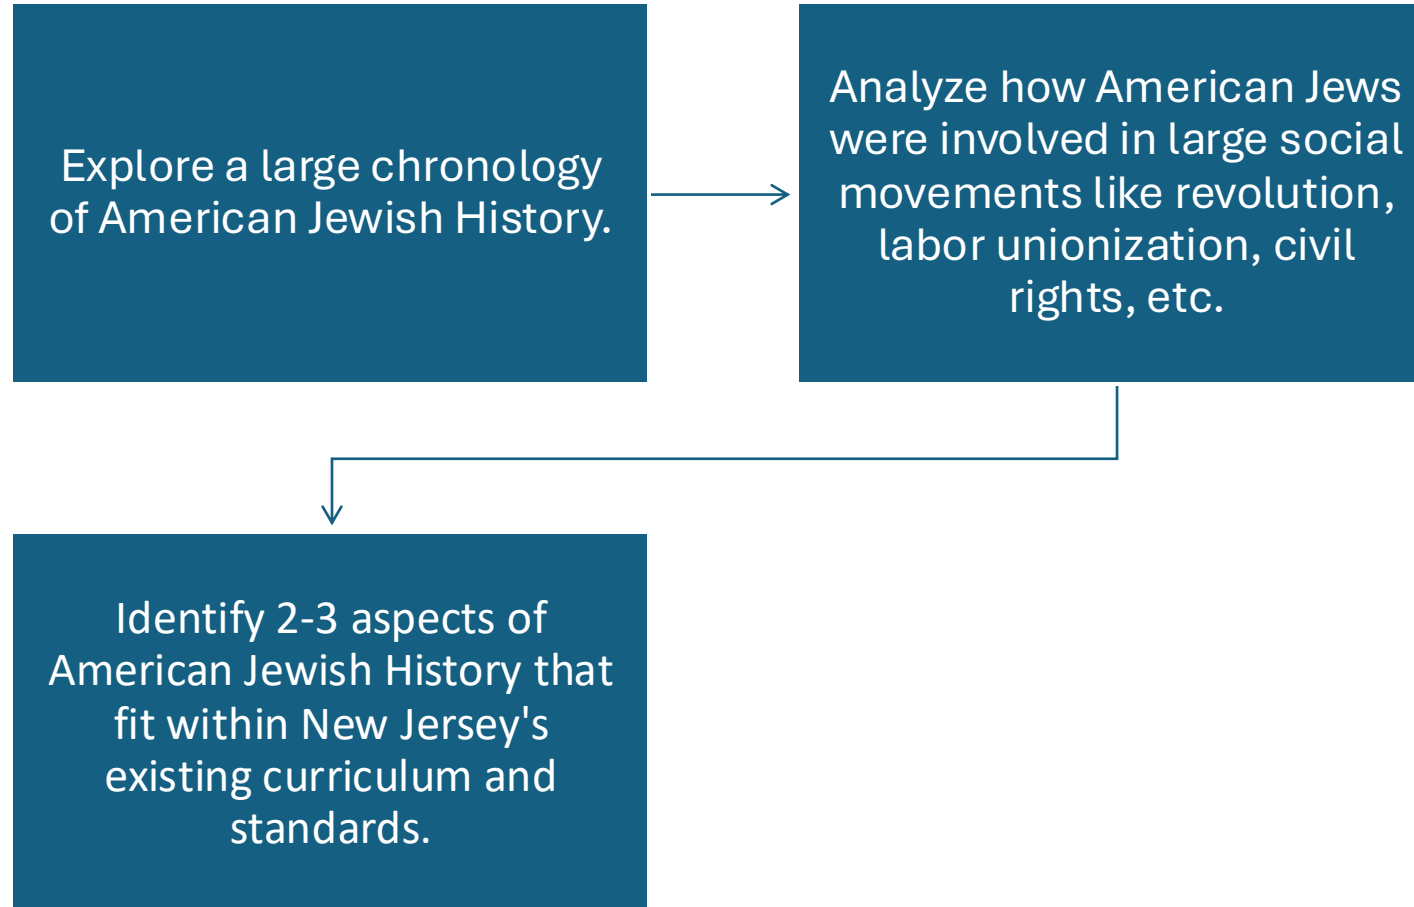 Explore a large chronology
of American Jewish History.
Analyze how American Jews
were involved in large social
movements like revolution,
labor unionization, civil
rights, etc.
Identify 2-3 aspects of
American Jewish History that
fit within New Jersey's
existing curriculum and
standards.